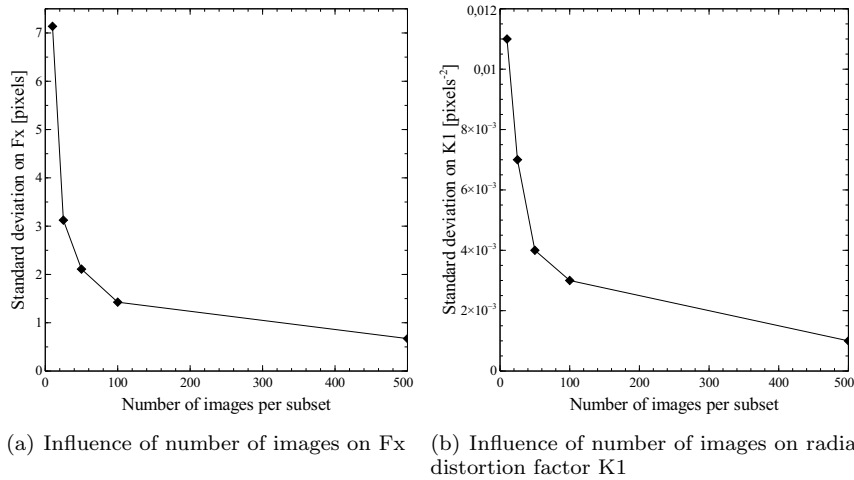 7
6
5
4
3
2
1
0
Standard deviation on Fx [pixels]
0 100 200 300 400 500
Number of images per subset
(a) Influence of number of images on Fx
0,012
0,01
8×10⁻³
6×10⁻³
4×10⁻³
2×10⁻³
0
Standard deviation on K1 [pixels⁻²]
0 100 200 300 400 500
Number of images per subset
(b) Influence of number of images on radia
distortion factor K1